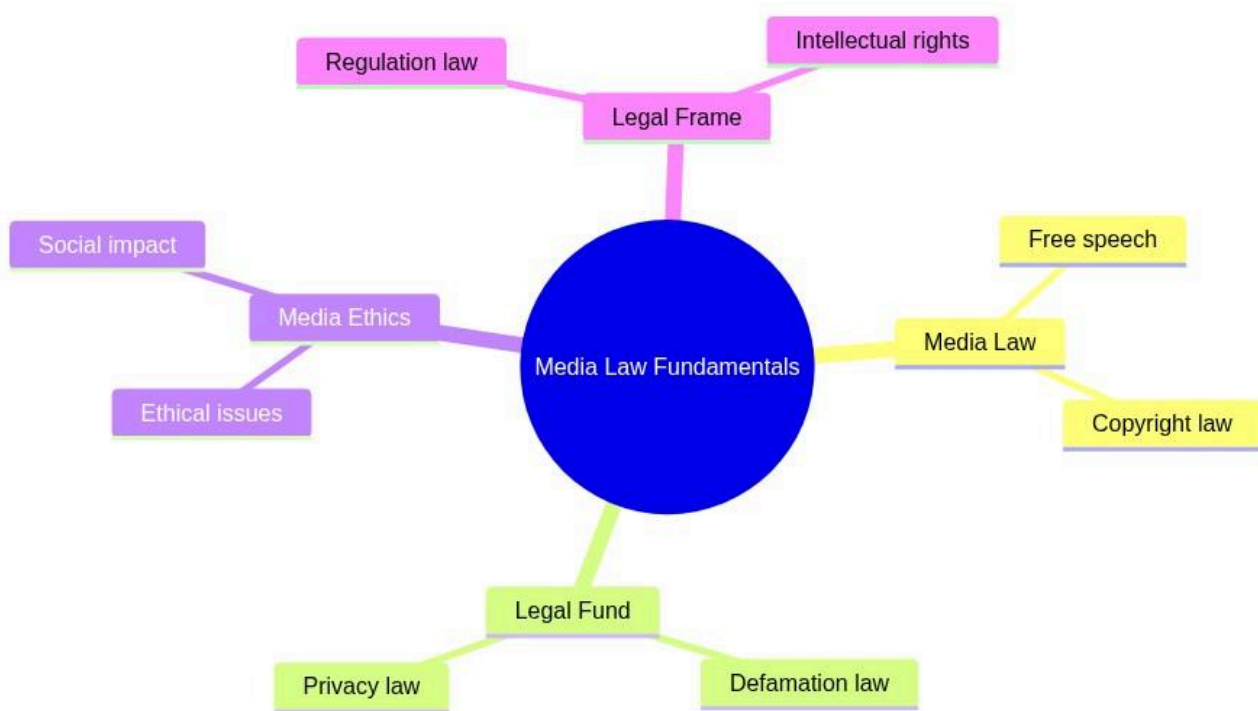 Intellectual rights
Regulation law
Legal Frame
Free speech
Social impact
Media Ethics
Media Law
Media Law Fundamentals
Ethical issues
Copyright law
Legal Fund
Privacy law
Defamation law